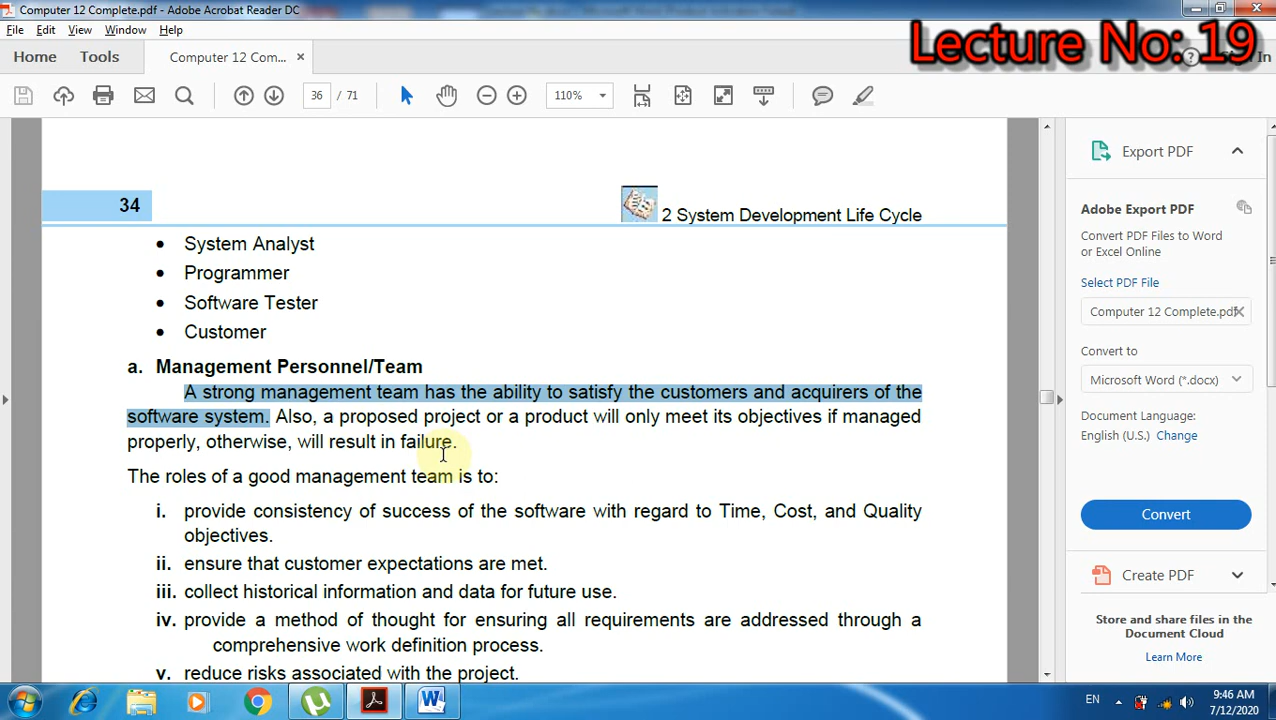 Computer 12 Complete.pdf - Adobe Acrobat Reader DC
File Edit View Window Help
Lecture No: 19
Home Tools Computer 12 Com... × In
36 / 71 110%
Export PDF
Adobe Export PDF
Convert PDF Files to Word
or Excel Online
Select PDF File
Computer 12 Complete.pdf
Convert to
Microsoft Word (*.docx)
Document Language:
English (U.S.) Change
Convert
Create PDF
Store and share files in the
Document Cloud
Learn More
34 2 System Development Life Cycle
• System Analyst
• Programmer
• Software Tester
• Customer
a. Management Personnel/Team
A strong management team has the ability to satisfy the customers and acquirers of the
software system. Also, a proposed project or a product will only meet its objectives if managed
properly, otherwise, will result in failure.
The roles of a good management team is to:
i. provide consistency of success of the software with regard to Time, Cost, and Quality
objectives.
ii. ensure that customer expectations are met.
iii. collect historical information and data for future use.
iv. provide a method of thought for ensuring all requirements are addressed through a
comprehensive work definition process.
v. reduce risks associated with the project.
EN 9:46 AM
7/12/2020